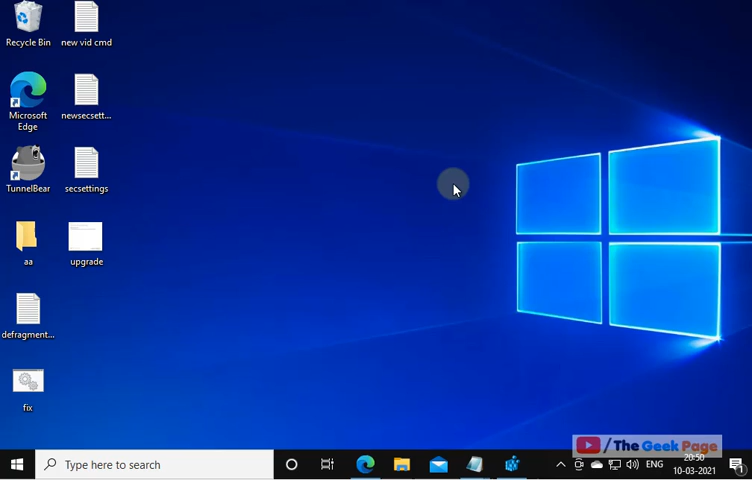 Recycle Bin
new vid cmd
Microsoft
Edge
newsecsett...
TunnelBear
secsettings
aa
upgrade
defragment...
fix
/The Geek Page
Type here to search
ENG
20:50
10-03-2021
1